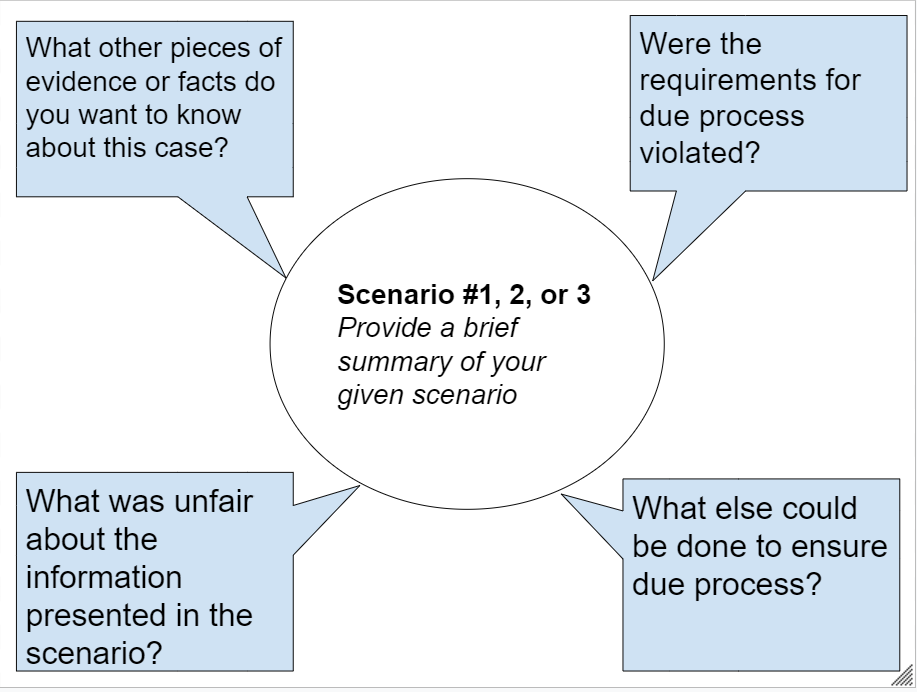 What other pieces of
evidence or facts do
you want to know
about this case?
Were the
requirements for
due process
violated?
Scenario #1, 2, or 3
Provide a brief
summary of your
given scenario
What was unfair
about the
information
presented in the
scenario?
What else could
be done to ensure
due process?